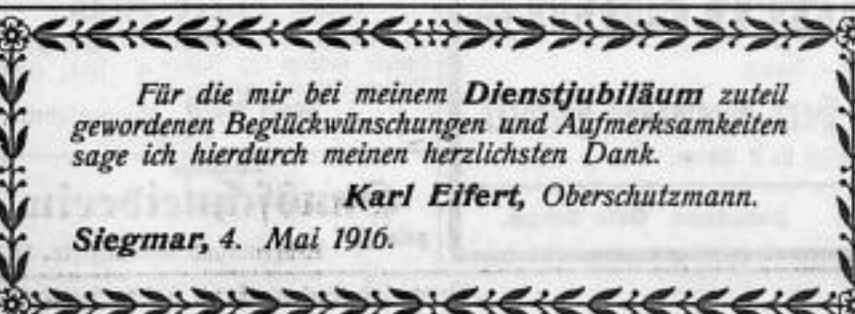 Für die mir bei meinem Dienstjubiläum zuteil
gewordenen Beglückwünschungen und Aufmerksamkeiten
sage ich hierdurch meinen herzlichsten Dank.
Karl Eifert, Oberschutzmann.
Siegmar, 4. Mai 1916.